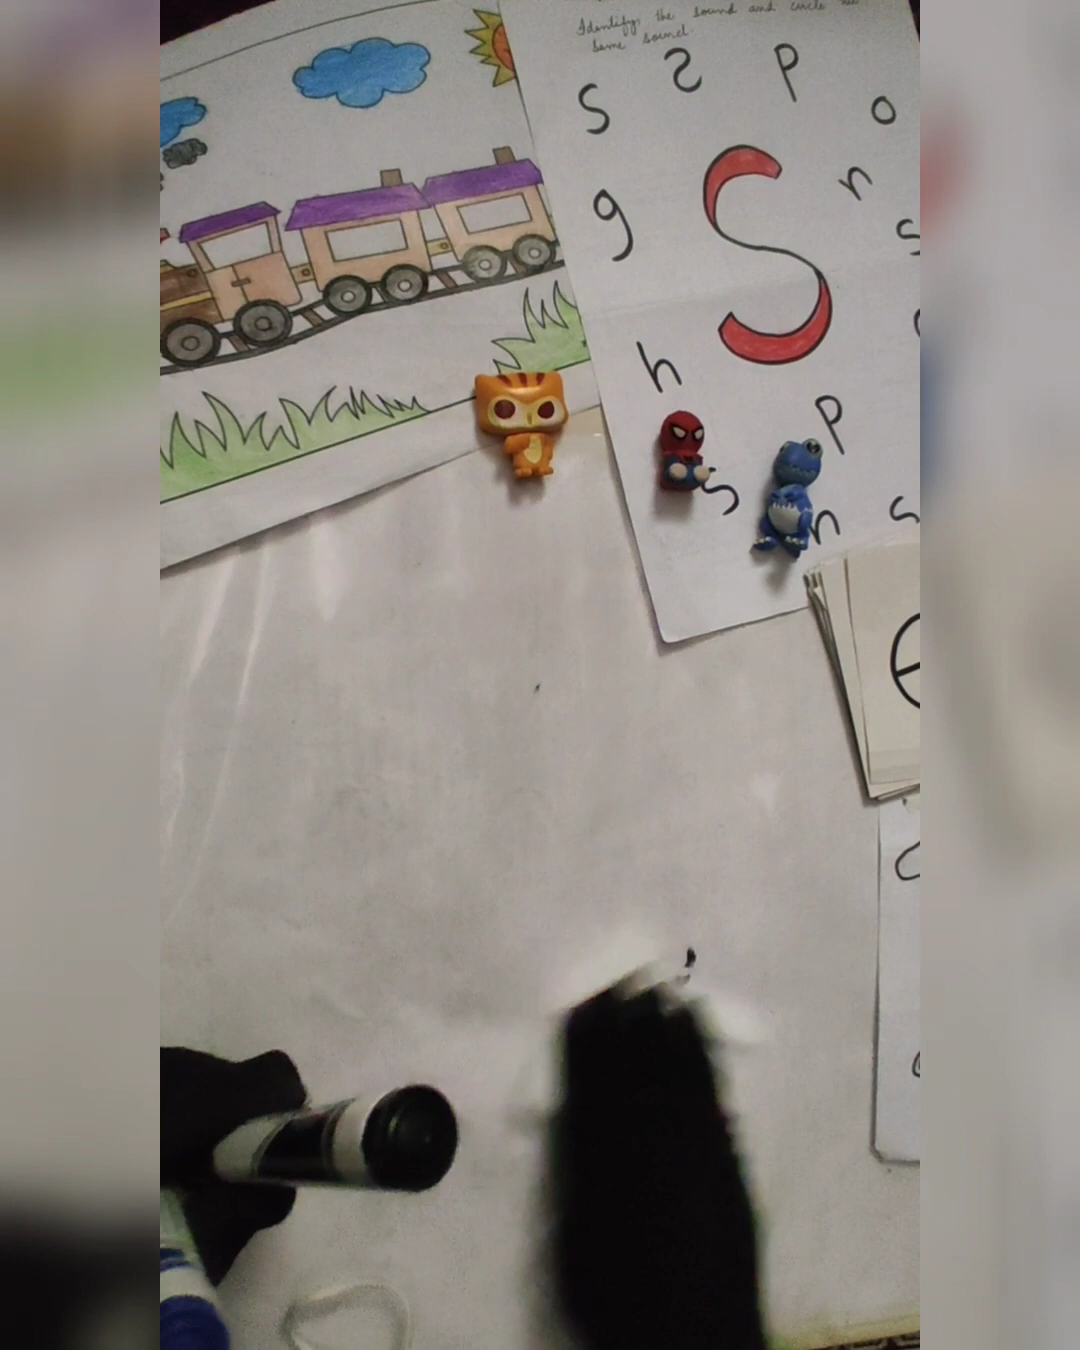 Identify the sound and circle the
same sound.
s s p
o
g S n
s
h
p
s n s